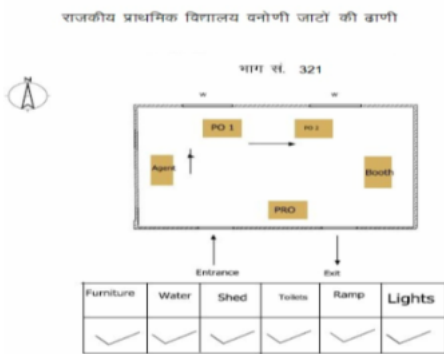 राजकीय प्राथमिक विद्यालय वनोणी जाटों की ढाणी
भाग सं. 321
N
W W
PO 1 PO 2
Agent Booth
PRO
Entrance Exit
Furniture Water Shed Toilets Ramp Lights